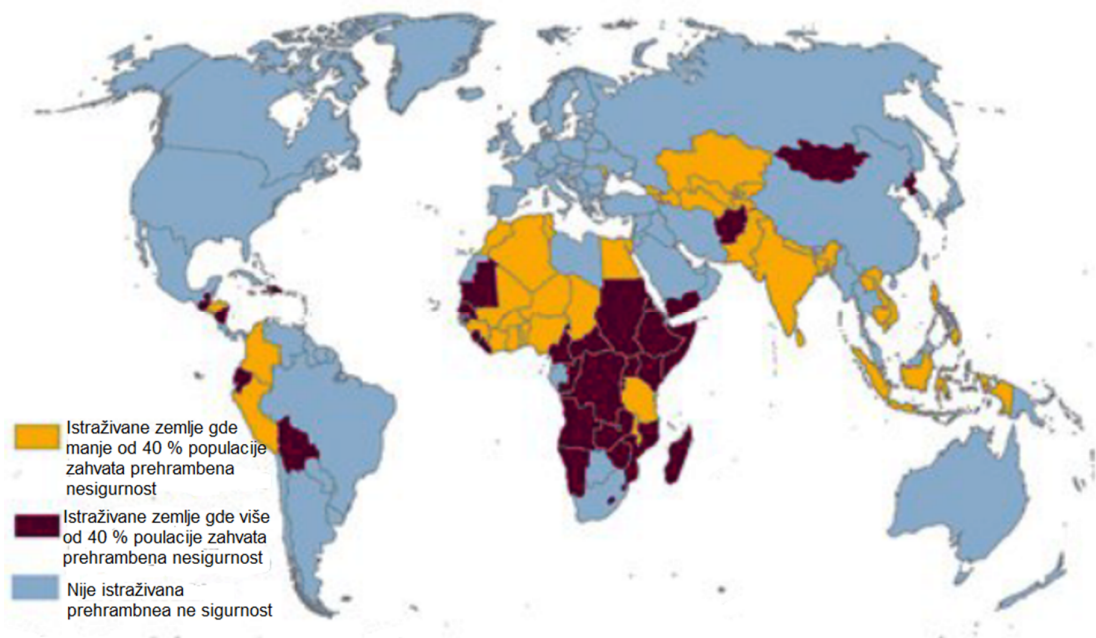 Istraživane zemlje gde
manje od 40 % populacije
zahvata prehrambena
nesigurnost
Istraživane zemlje gde više
od 40 % poulacije zahvata
prehrambena nesigurnost
Nije istraživana
prehrambnea ne sigurnost